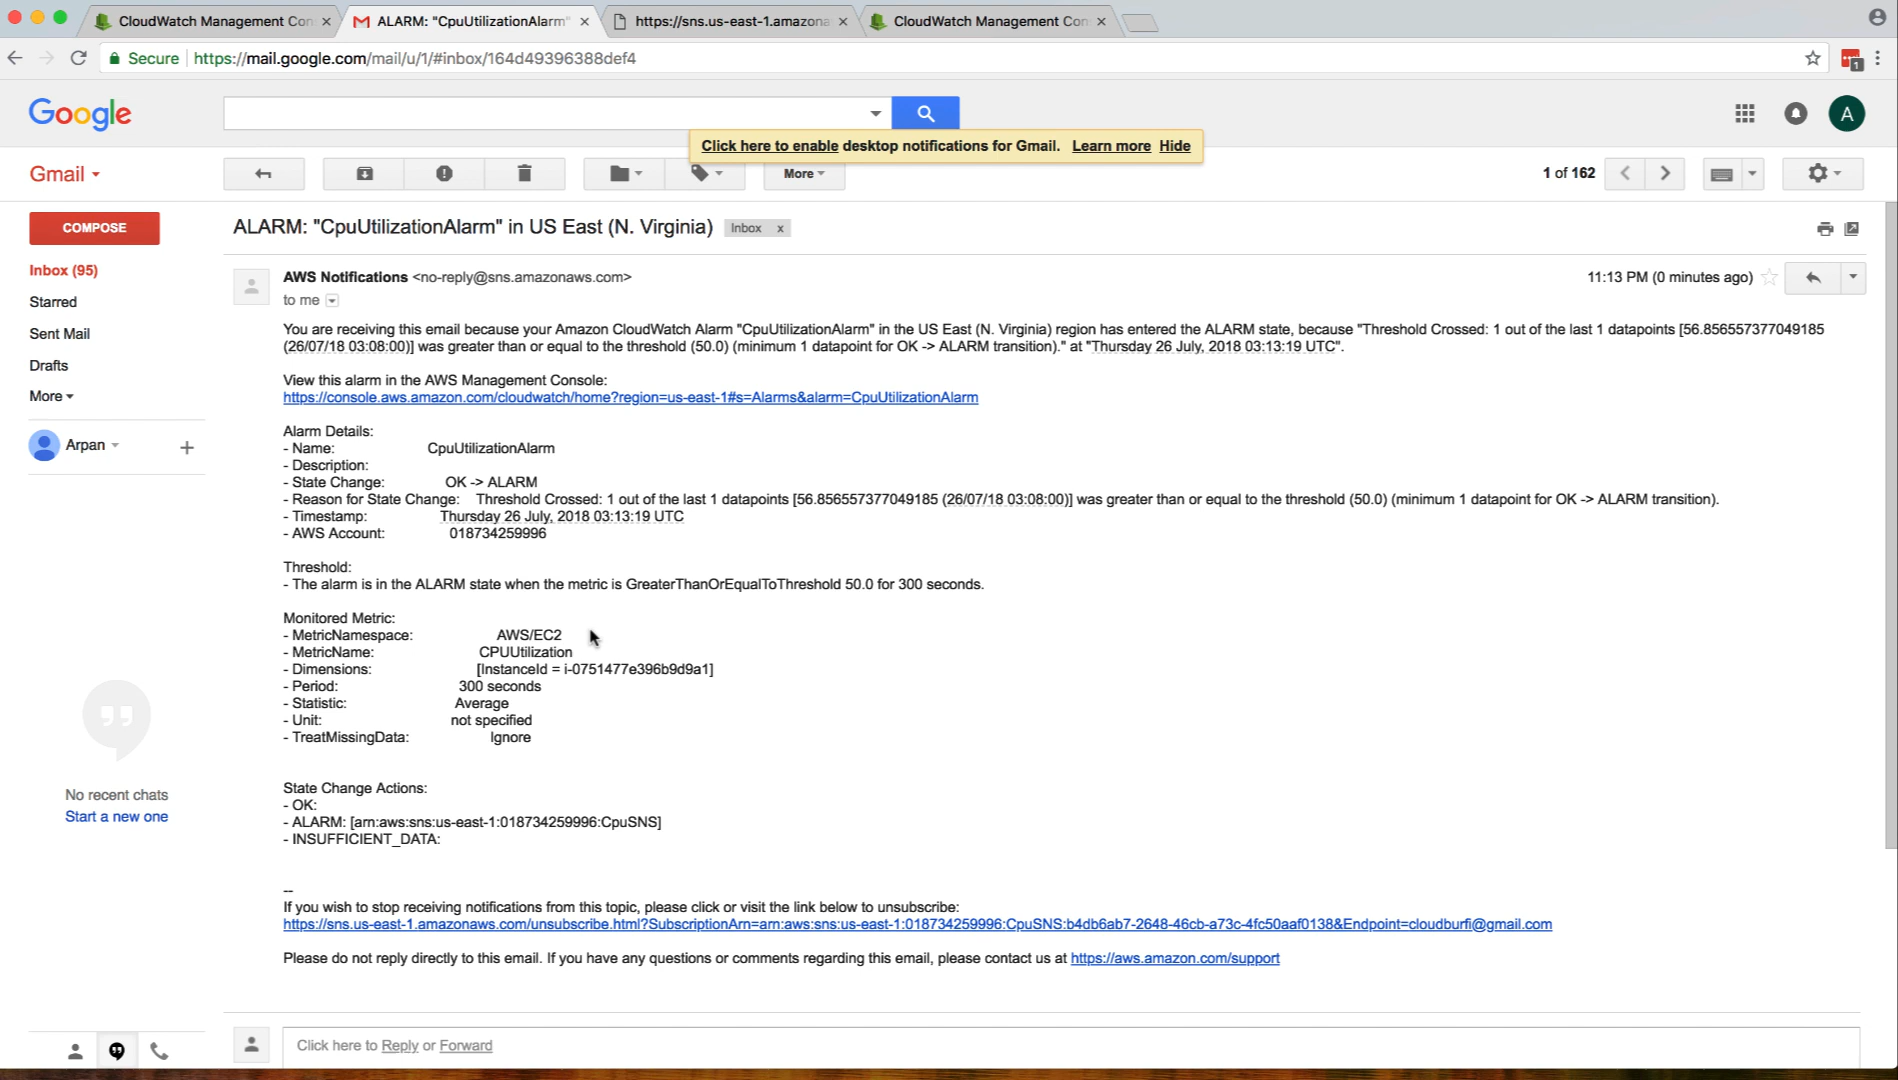 CloudWatch Management Con
ALARM: "CpuUtilizationAlarm"
https://sns.us-east-1.amazona
CloudWatch Management Con
Secure
https://mail.google.com/mail/u/1/#inbox/164d49396388def4
1
Google
A
Click here to enable desktop notifications for Gmail. Learn more Hide
Gmail
More
1 of 162
COMPOSE
ALARM: "CpuUtilizationAlarm" in US East (N. Virginia)
Inbox x
Inbox (95)
Starred
Sent Mail
Drafts
More
Arpan
AWS Notifications <no-reply@sns.amazonaws.com>
11:13 PM (0 minutes ago)
to me
You are receiving this email because your Amazon CloudWatch Alarm "CpuUtilizationAlarm" in the US East (N. Virginia) region has entered the ALARM state, because "Threshold Crossed: 1 out of the last 1 datapoints [56.856557377049185
(26/07/18 03:08:00)] was greater than or equal to the threshold (50.0) (minimum 1 datapoint for OK -> ALARM transition)." at "Thursday 26 July, 2018 03:13:19 UTC".
View this alarm in the AWS Management Console:
https://console.aws.amazon.com/cloudwatch/home?region=us-east-1#s=Alarms&alarm=CpuUtilizationAlarm
Alarm Details:
- Name: CpuUtilizationAlarm
- Description:
- State Change: OK -> ALARM
- Reason for State Change: Threshold Crossed: 1 out of the last 1 datapoints [56.856557377049185 (26/07/18 03:08:00)] was greater than or equal to the threshold (50.0) (minimum 1 datapoint for OK -> ALARM transition).
- Timestamp: Thursday 26 July, 2018 03:13:19 UTC
- AWS Account: 018734259996
Threshold:
- The alarm is in the ALARM state when the metric is GreaterThanOrEqualToThreshold 50.0 for 300 seconds.
Monitored Metric:
- MetricNamespace: AWS/EC2
- MetricName: CPUUtilization
- Dimensions: [InstanceId = i-0751477e396b9d9a1]
- Period: 300 seconds
- Statistic: Average
- Unit: not specified
- TreatMissingData: Ignore
State Change Actions:
- OK:
- ALARM: [arn:aws:sns:us-east-1:018734259996:CpuSNS]
- INSUFFICIENT_DATA:
No recent chats
Start a new one
--
If you wish to stop receiving notifications from this topic, please click or visit the link below to unsubscribe:
https://sns.us-east-1.amazonaws.com/unsubscribe.html?SubscriptionArn=arn:aws:sns:us-east-1:018734259996:CpuSNS:b4db6ab7-2648-46cb-a73c-4fc50aaf0138&Endpoint=cloudburfi@gmail.com
Please do not reply directly to this email. If you have any questions or comments regarding this email, please contact us at https://aws.amazon.com/support
Click here to Reply or Forward